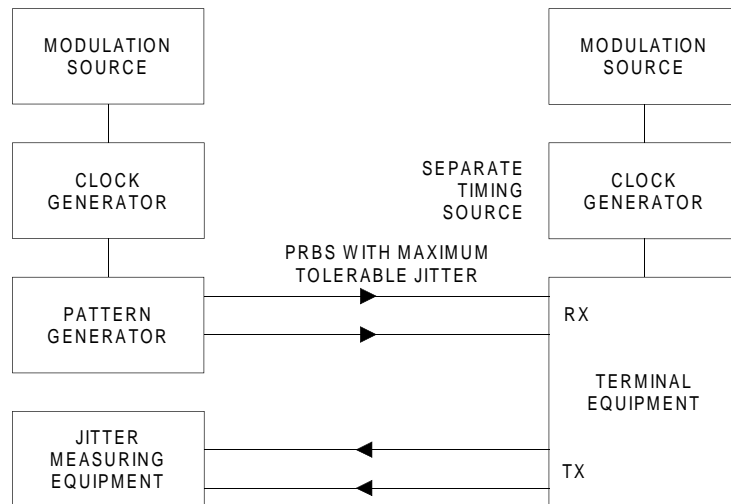 MODULATION
SOURCE
MODULATION
SOURCE
CLOCK
GENERATOR
SEPARATE
TIMING
SOURCE
CLOCK
GENERATOR
PRBS WITH MAXIMUM
TOLERABLE JITTER
PATTERN
GENERATOR
RX
TERMINAL
EQUIPMENT
JITTER
MEASURING
EQUIPMENT
TX